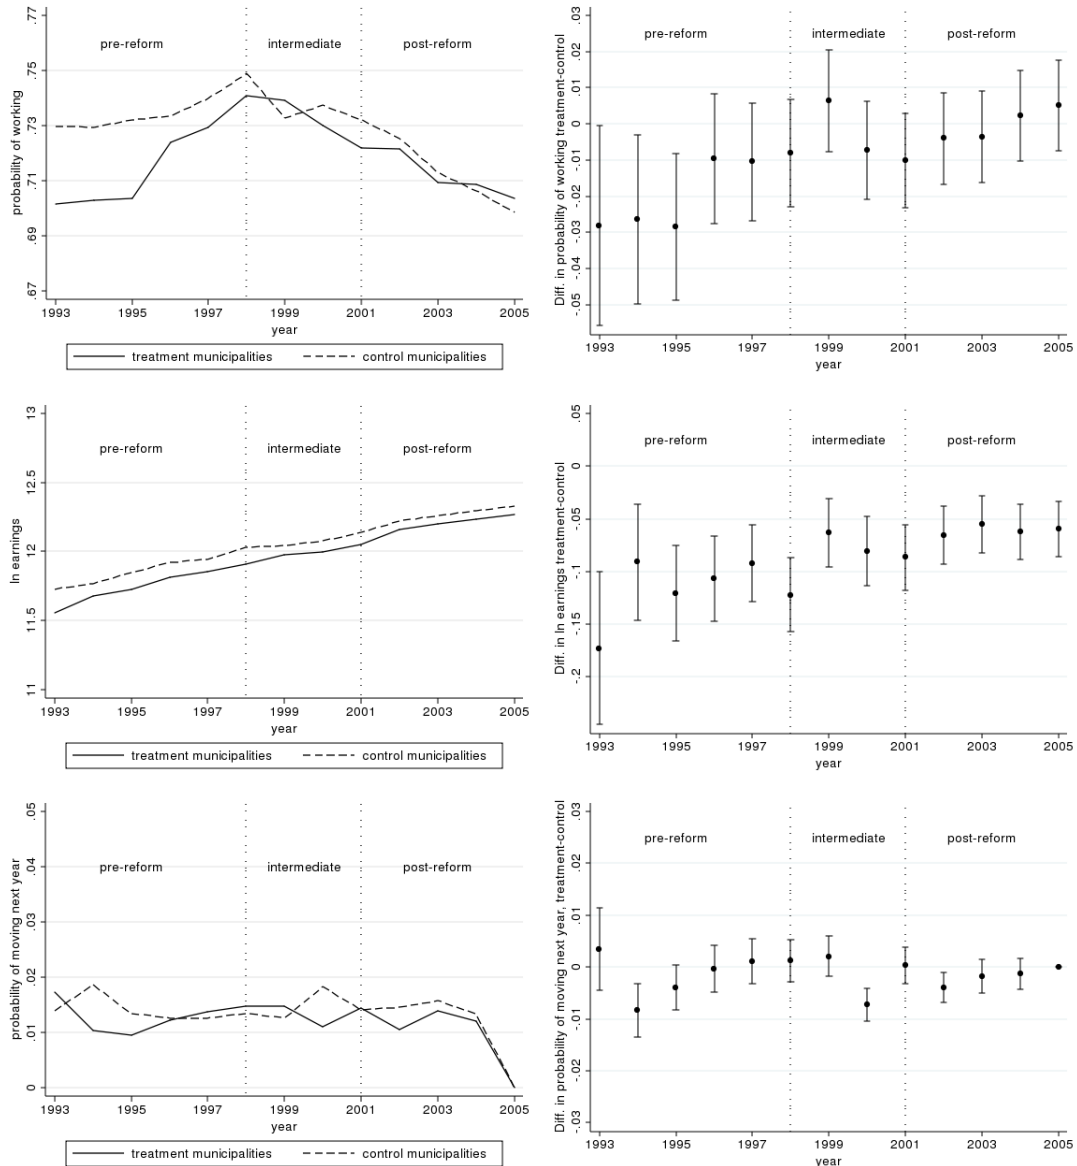 probability of working
.77
.75
.73
.71
.69
.67
pre-reform intermediate post-reform
1993 1995 1997 1999 2001 2003 2005
year
treatment municipalities control municipalities
Diff. in probability of working treatment-control
.03
.02
.01
0
-.01
-.02
-.03
-.04
-.05
pre-reform intermediate post-reform
1993 1995 1997 1999 2001 2003 2005
year
ln earnings
13
12.5
12
11.5
11
pre-reform intermediate post-reform
1993 1995 1997 1999 2001 2003 2005
year
treatment municipalities control municipalities
Diff. in ln earnings treatment-control
.05
0
-.05
-.1
-.15
-.2
pre-reform intermediate post-reform
1993 1995 1997 1999 2001 2003 2005
year
probability of moving next year
.05
.04
.03
.02
.01
0
pre-reform intermediate post-reform
1993 1995 1997 1999 2001 2003 2005
year
treatment municipalities control municipalities
Diff. in probability of moving next year, treatment-control
.03
.02
.01
0
-.01
-.02
-.03
pre-reform intermediate post-reform
1993 1995 1997 1999 2001 2003 2005
year